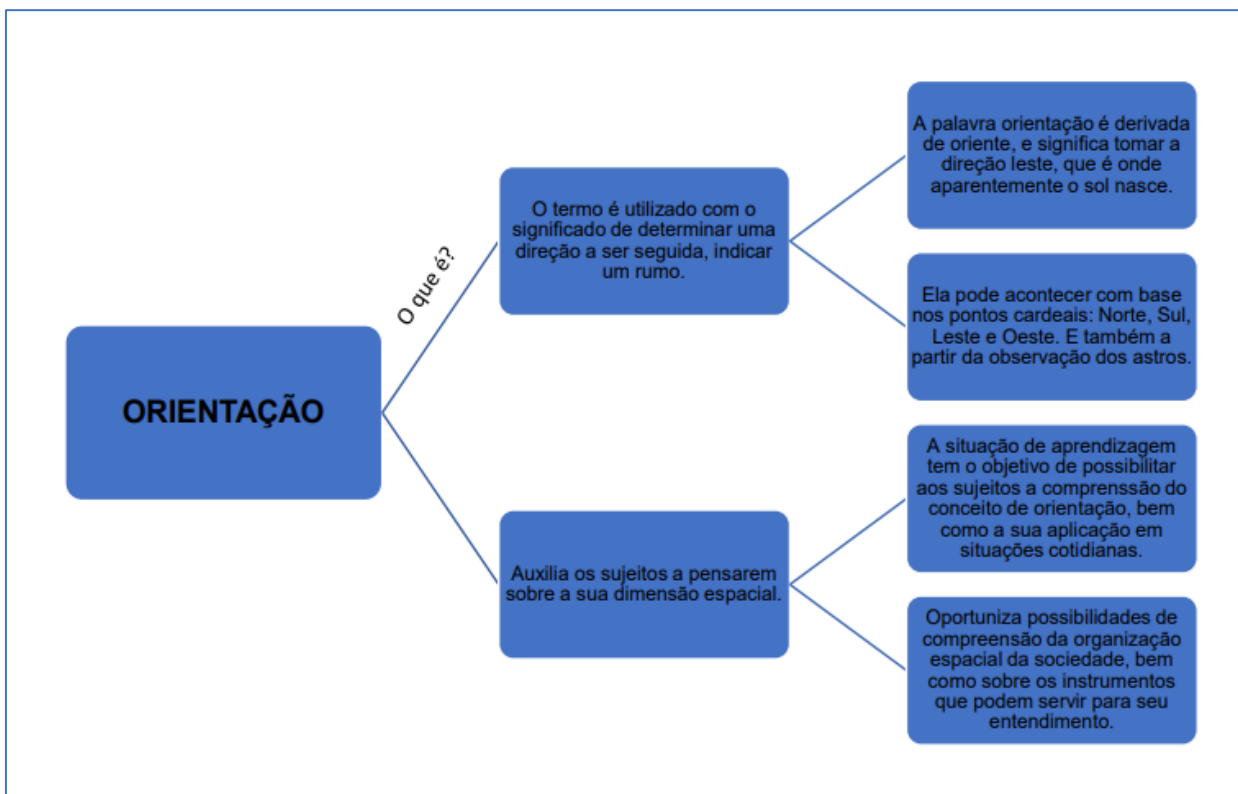 ORIENTAÇÃO
O que é?
O termo é utilizado com o
significado de determinar uma
direção a ser seguida, indicar
um rumo.
A palavra orientação é derivada
de oriente, e significa tomar a
direção leste, que é onde
aparentemente o sol nasce.
Ela pode acontecer com base
nos pontos cardeais: Norte, Sul,
Leste e Oeste. E também a
partir da observação dos astros.
Auxilia os sujeitos a pensarem
sobre a sua dimensão espacial.
A situação de aprendizagem
tem o objetivo de possibilitar
aos sujeitos a comprenssão do
conceito de orientação, bem
como a sua aplicação em
situações cotidianas.
Oportuniza possibilidades de
compreensão da organização
espacial da sociedade, bem
como sobre os instrumentos
que podem servir para seu
entendimento.